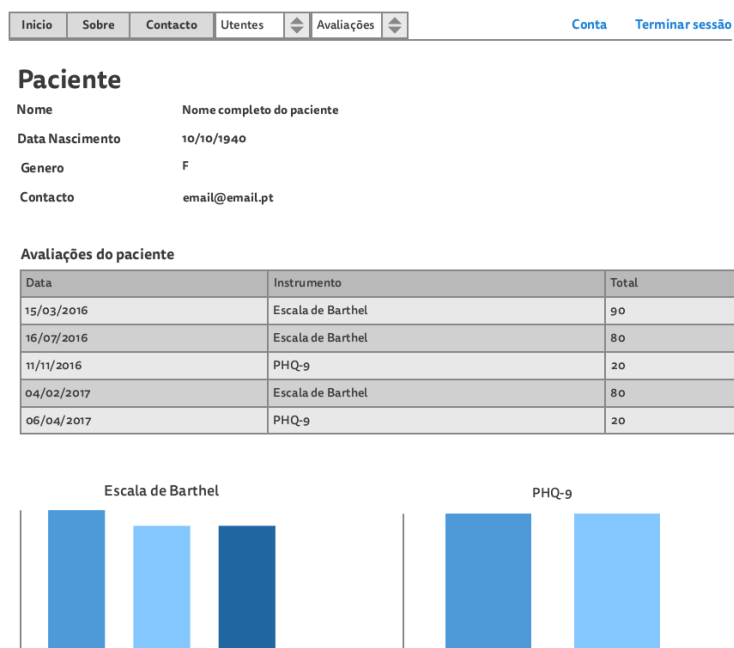 Inicio Sobre Contacto Utentes Avaliações Conta Terminar sessão
Paciente
Nome Nome completo do paciente
Data Nascimento 10/10/1940
Genero F
Contacto email@email.pt
Avaliações do paciente
Data Instrumento Total
15/03/2016 Escala de Barthel 90
16/07/2016 Escala de Barthel 80
11/11/2016 PHQ-9 20
04/02/2017 Escala de Barthel 80
06/04/2017 PHQ-9 20
Escala de Barthel PHQ-9